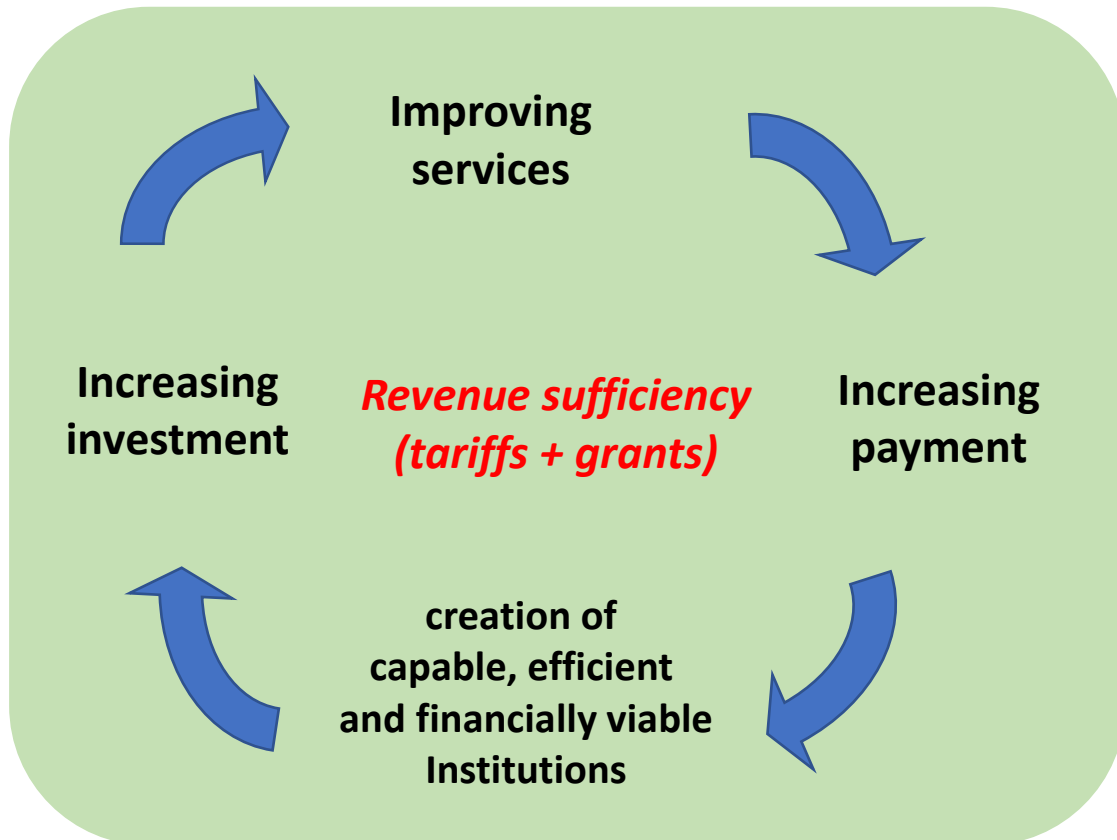 Improving
services
Increasing
payment
creation of
capable, efficient
and financially viable
Institutions
Increasing
investment
Revenue sufficiency
(tariffs + grants)